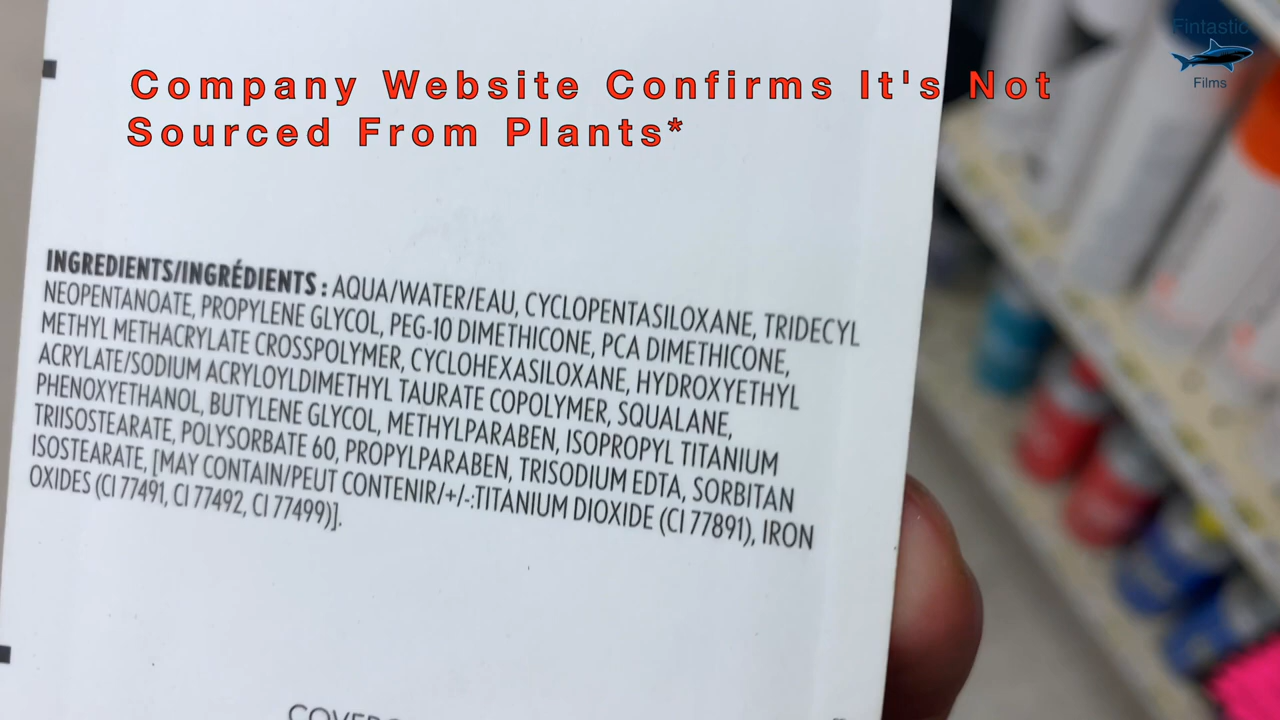 Fintastic
Films
Company Website Confirms It's Not
Sourced From Plants*
INGREDIENTS/INGRÉDIENTS : AQUA/WATER/EAU, CYCLOPENTASILOXANE, TRIDECYL
NEOPENTANOATE, PROPYLENE GLYCOL, PEG-10 DIMETHICONE, PCA DIMETHICONE,
METHYL METHACRYLATE CROSSPOLYMER, CYCLOHEXASILOXANE, HYDROXYETHYL
ACRYLATE/SODIUM ACRYLOYLDIMETHYL TAURATE COPOLYMER, SQUALANE,
PHENOXYETHANOL, BUTYLENE GLYCOL, METHYLPARABEN, ISOPROPYL TITANIUM
TRIISOSTEARATE, POLYSORBATE 60, PROPYLPARABEN, TRISODIUM EDTA, SORBITAN
ISOSTEARATE, [MAY CONTAIN/PEUT CONTENIR/+/-:TITANIUM DIOXIDE (CI 77891), IRON
OXIDES (CI 77491, CI 77492, CI 77499)].